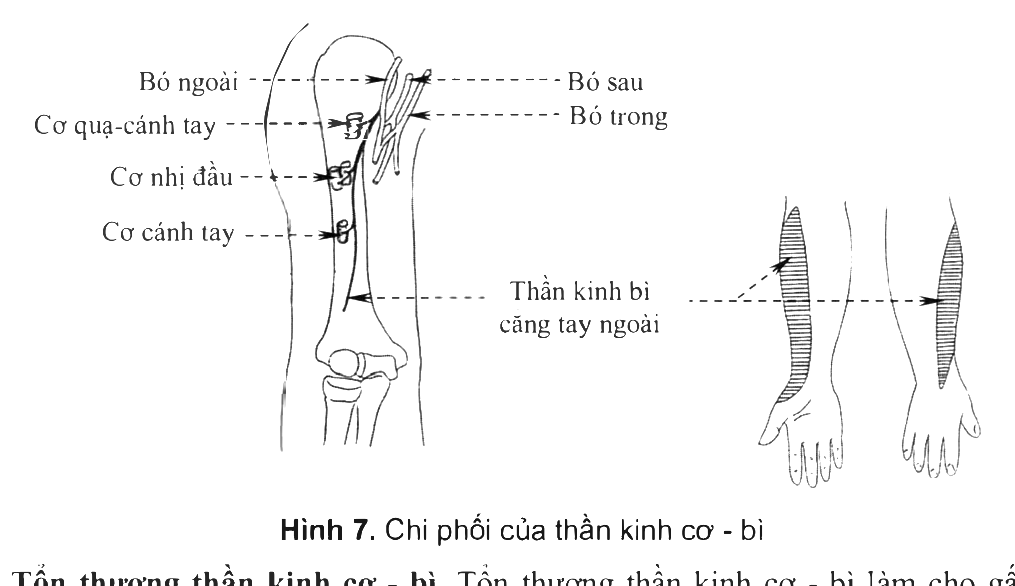 Bó ngoài
Bó sau
Cơ quạ-cánh tay
Bó trong
Cơ nhị đầu
Cơ cánh tay
Thần kinh bì
căng tay ngoài
Hình 7. Chi phối của thần kinh cơ - bì
Tổn thương thần kinh cơ - bì. Tổn thương thần kinh cơ - bì làm cho gấ